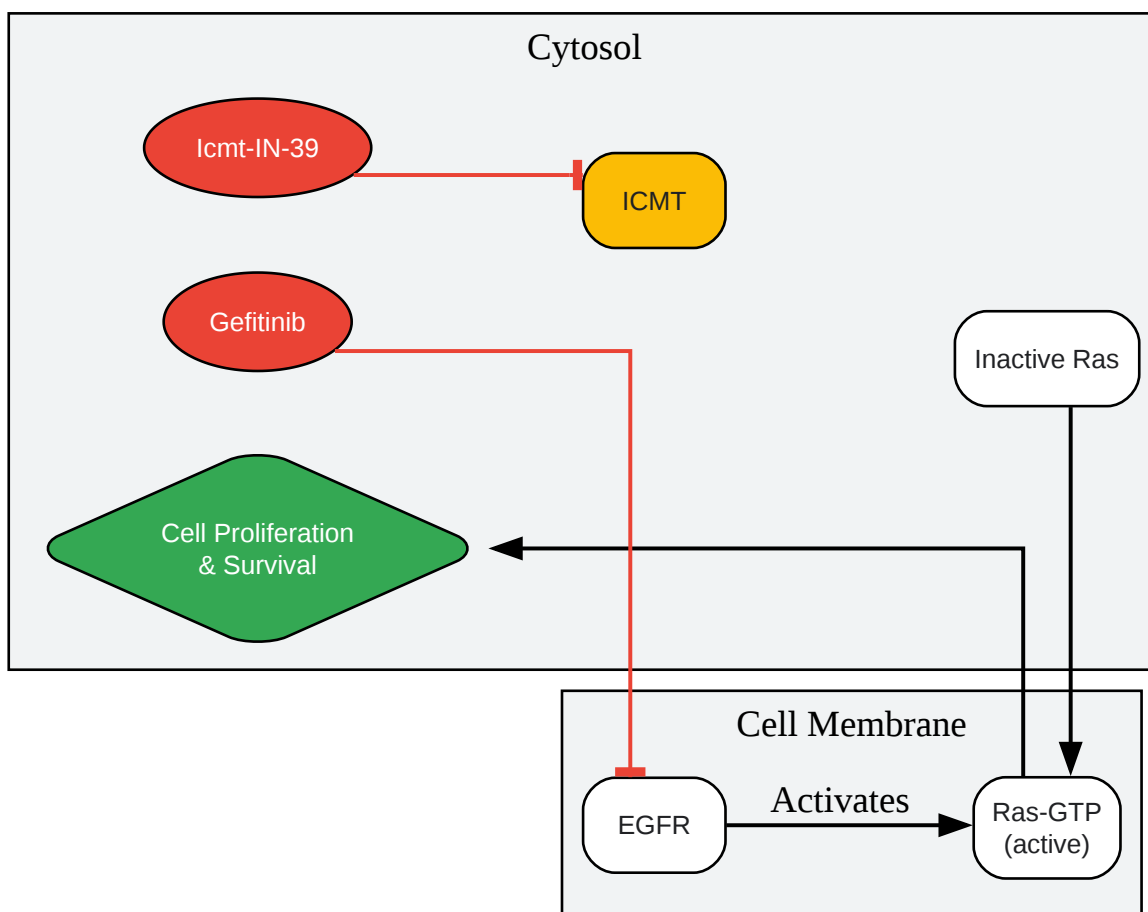 Cytosol
Icmt-IN-39
ICMT
Gefitinib
Inactive Ras
Cell Proliferation
& Survival
Cell Membrane
Activates
EGFR
Ras-GTP
(active)